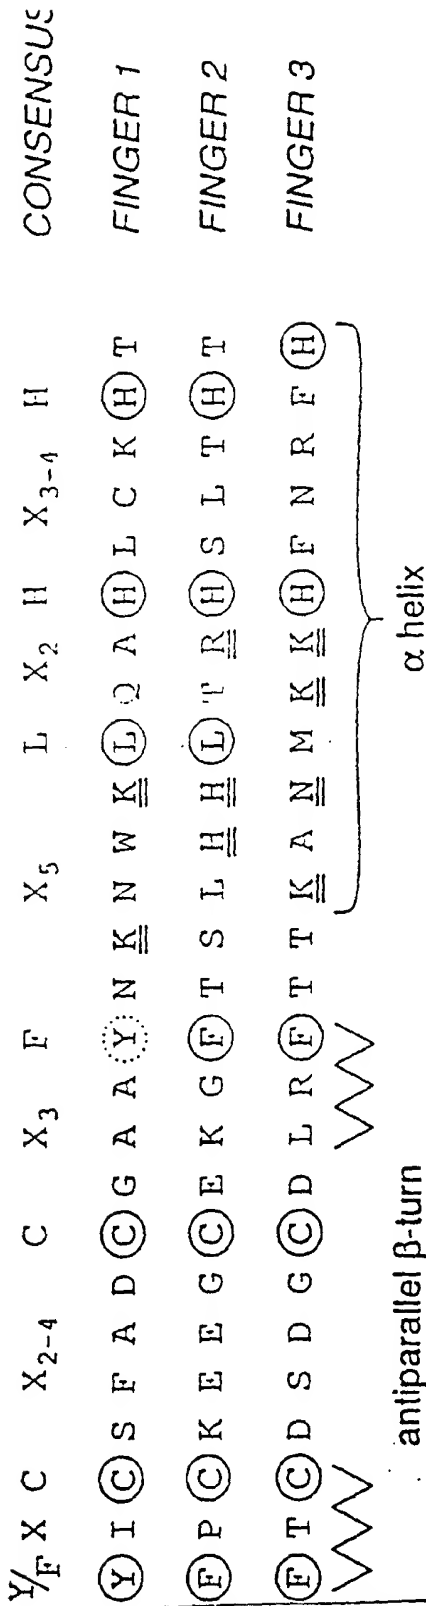 Y/F X C X2-4 C X3 F X5 L X2 H X3-4 H CONSENSUS
Y I C S F A D C G A A Y N K N W K L Q A H L C K H T FINGER 1
F P C K E E G C E K G F T S L H H L T R H S L T H T FINGER 2
F T C D S D G C D L R F T T K A N M K K H F N R F H FINGER 3
antiparallel β-turn α helix